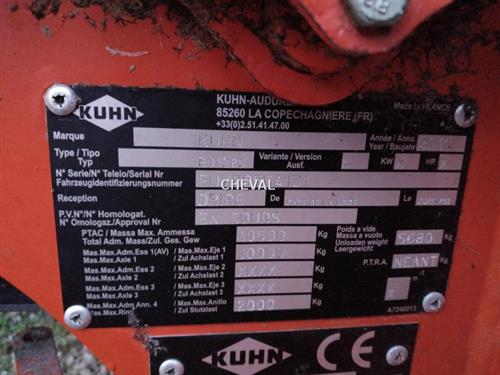 KUHN
KUHN-AUDUREAU
85260 LA COPECHAGNIERE (FR)
+33(0)2.51.41.47.00
Made in FRANCE
Marque
KUHN
Année / Anno
Year / Baujahr
Type / Tipo
Typ
Variante / Version
Ausf.
KW
HP
N° Serie/N° Telaio/Serial Nr
Fahrzeugidentifizierungsnummer
CHEVAL
Reception
DRIRE
De
Le
P.V.N°/N° Homologat.
N° Omologaz./Approval Nr
EN COURS
PTAC / Massa Max. Ammessa
Total Adm. Mass/Zul. Ges. Gew
10500
Kg
Poids a vide
Massa a vuoto
Unloaden weight
Leergewicht
5680
Kg
Mas.Max.Adm.Ess 1(AV)
Mas.Max.Axle 1
/ Mas.Max.Eje 1
/ Zul Achslast 1
Kg
Mas.Max.Adm.Ess 2
Mas.Max.Axle 2
/ Mas.Max.Eje 2
/ Zul Achslast 2
XXXX
Kg
P.T.R.A.
NEANT
Kg
Mas.Max.Adm.Ess 3
Mas.Max.Axle 3
/ Mas.Max.Eje 3
/ Zul Achslast 3
XXXX
Kg
Mas.Max.Adm Ann. 4
Mas.Max.Ring
/ Mas.Max.Anillo
/ Zul Stutzlast
2000
Kg
A7240013
KUHN
CE